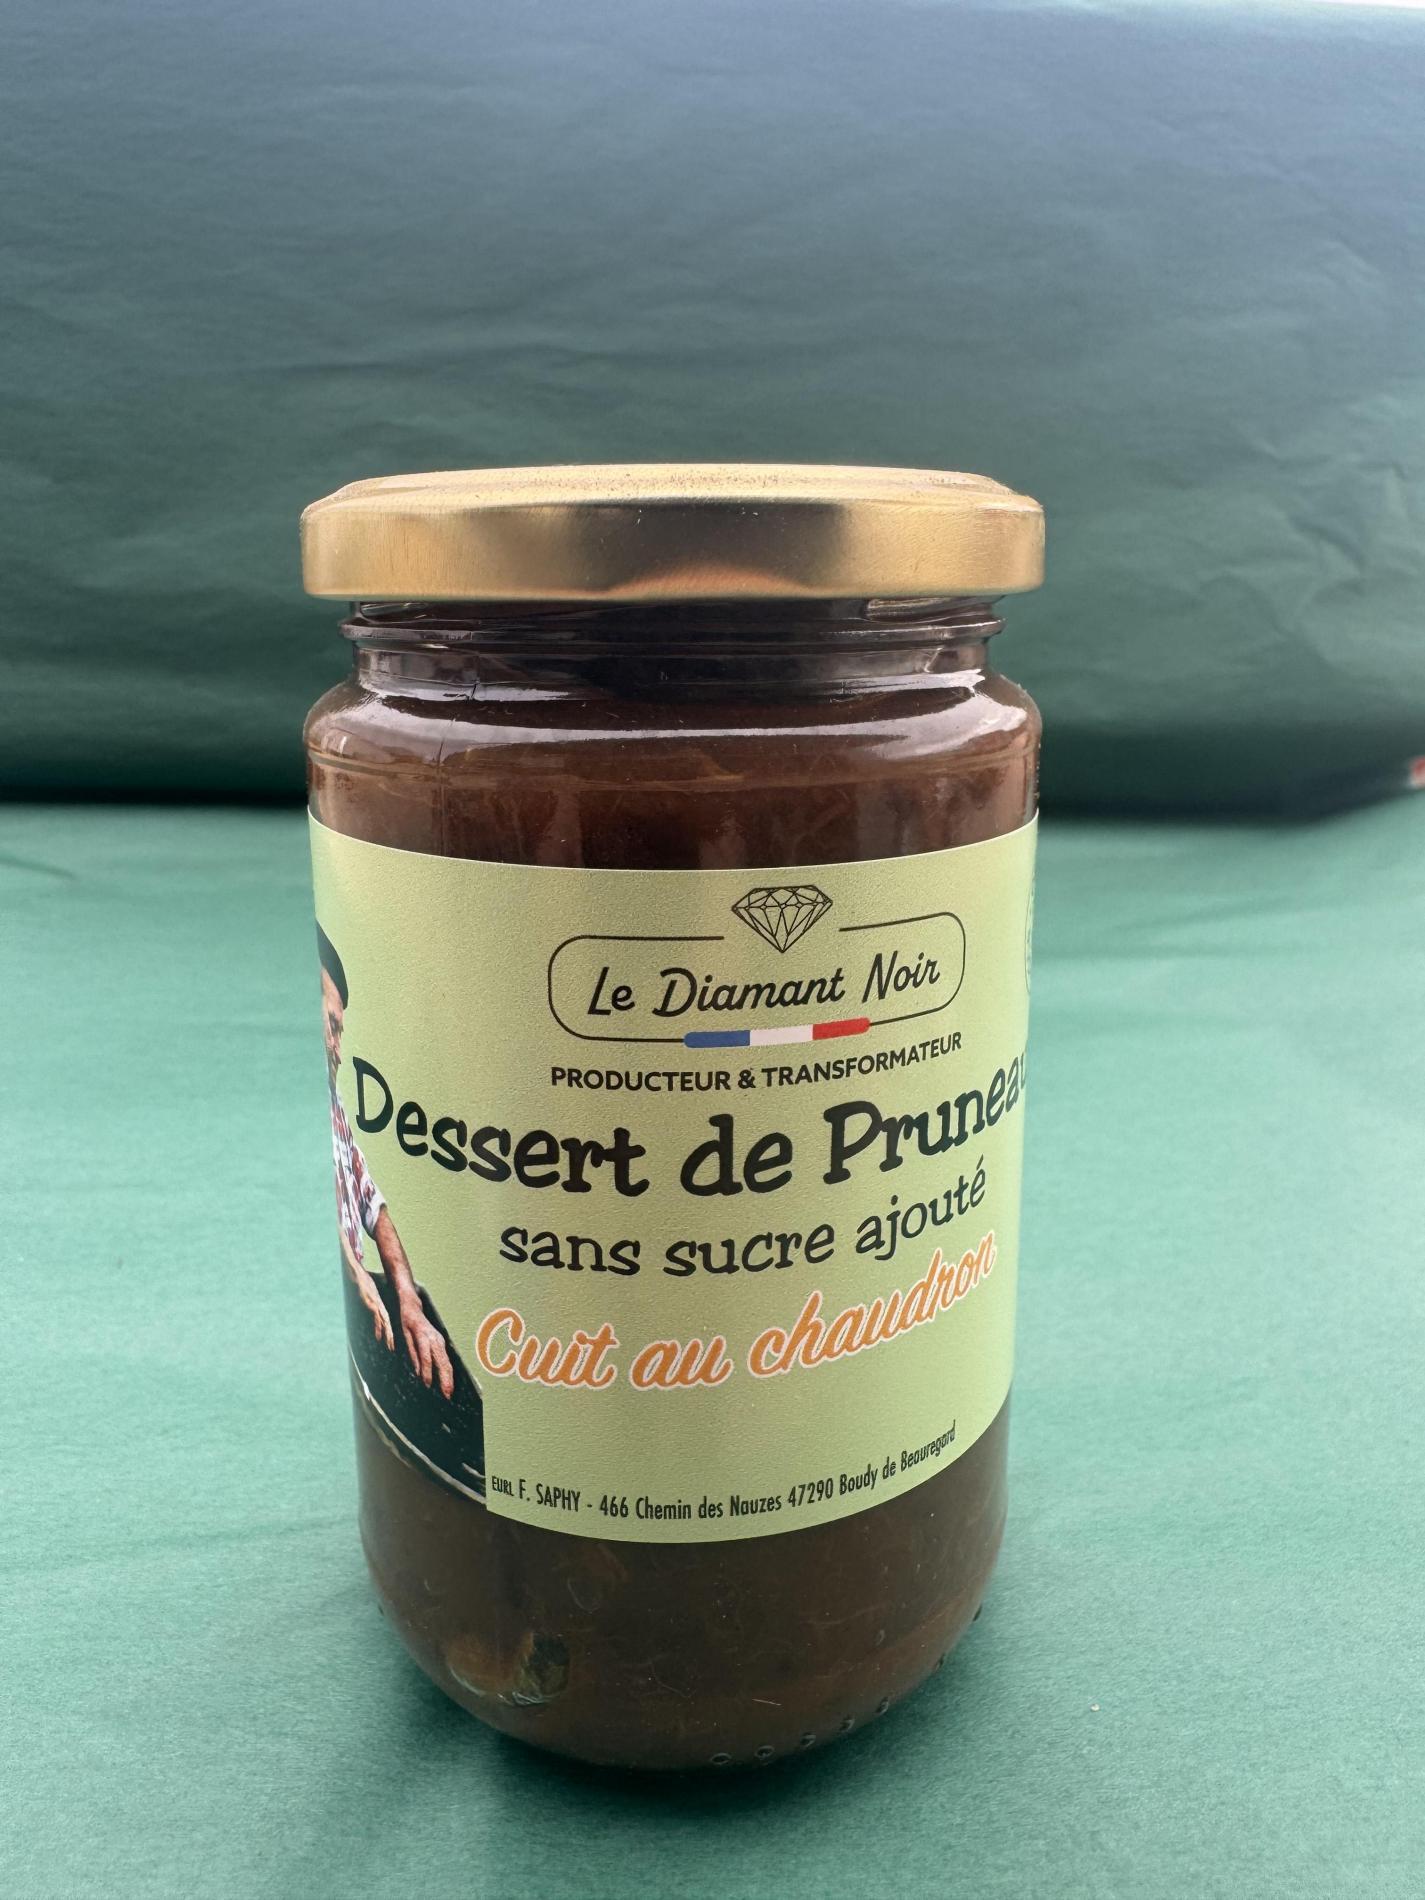 Le Diamant Noir
PRODUCTEUR & TRANSFORMATEUR
Dessert de Pruneau
sans sucre ajouté
Cuit au chaudron
EURL F. SAPHY - 466 Chemin des Nauzes 47290 Boudy de Beauregard